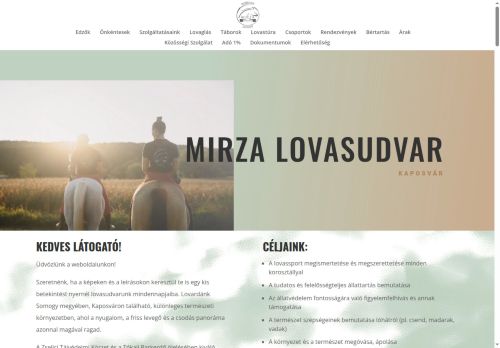 Edzők Önkéntesek Szolgáltatásaink Lovaglás Táborok Lovastúra Csoportok Rendezvények Bértartás Árak
Közösségi Szolgálat Adó 1% Dokumentumok Elérhetőség
MIRZA LOVASUDVAR
KAPOSVÁR
KEDVES LÁTOGATÓ!
Üdvözlünk a weboldalunkon!
Szeretnénk, ha a képeken és a leírásokon keresztül te is egy kis
betekintést nyernél lovasudvarunk mindennapjaiba. Lovardánk
Somogy megyében, Kaposváron található, különleges természeti
környezetben, ahol a nyugalom, a friss levegő és a csodás panoráma
azonnal magával ragad.
CÉLJAINK:
A lovassport megismertetése és megszerettetése minden
korosztállyal
A tudatos és felelősségteljes állattartás bemutatása
Az állatvédelem fontosságára való figyelemfelhívás és annak
támogatása
A természet szépségeinek bemutatása lóhátról (pl. csend, madarak,
vadak)
A környezet és a természet megóvása, ápolása